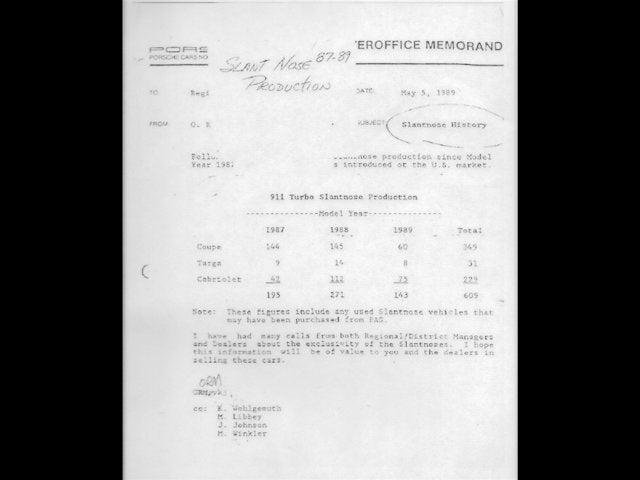 PORS
PORSCHE CARS NO
'EROFFICE MEMORAND
SLANT NOSE 87-89
PRODUCTION
TO: Regi
DATE: May 5, 1989
FROM: O. R
SUBJECT: Slantnose History
Follo nose production since Model
Year 198 s introduced ot the U.S. market.
911 Turbo Slantnose Production
--------------Model Year--------------
1987 1988 1989 Total
Coupe 144 145 60 349
Targa 9 14 8 31
Cabriolet 42 112 75 229
195 271 143 609
Note: These figures include any used Slantnose vehicles that
may have been purchased from PAG.
I have had many calls from both Regional/District Managers
and Dealers about the exclusivity of the Slantnoses. I hope
this information will be of value to you and the dealers in
selling these cars.
ORM
cc: K. Wohlgemuth
M. Libbey
J. Johnson
M. Winkler